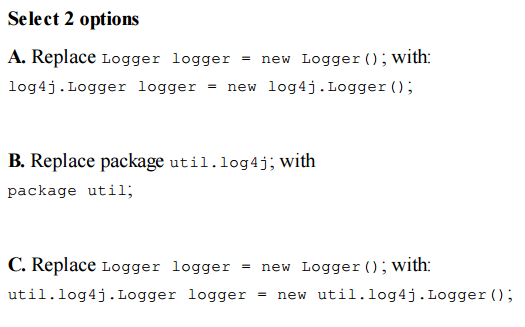 Select 2 options
A. Replace Logger logger = new Logger(); with:
log4j.Logger logger = new log4j.Logger();
B. Replace package util.log4j; with
package util;
C. Replace Logger logger = new Logger(); with:
util.log4j.Logger logger = new util.log4j.Logger();